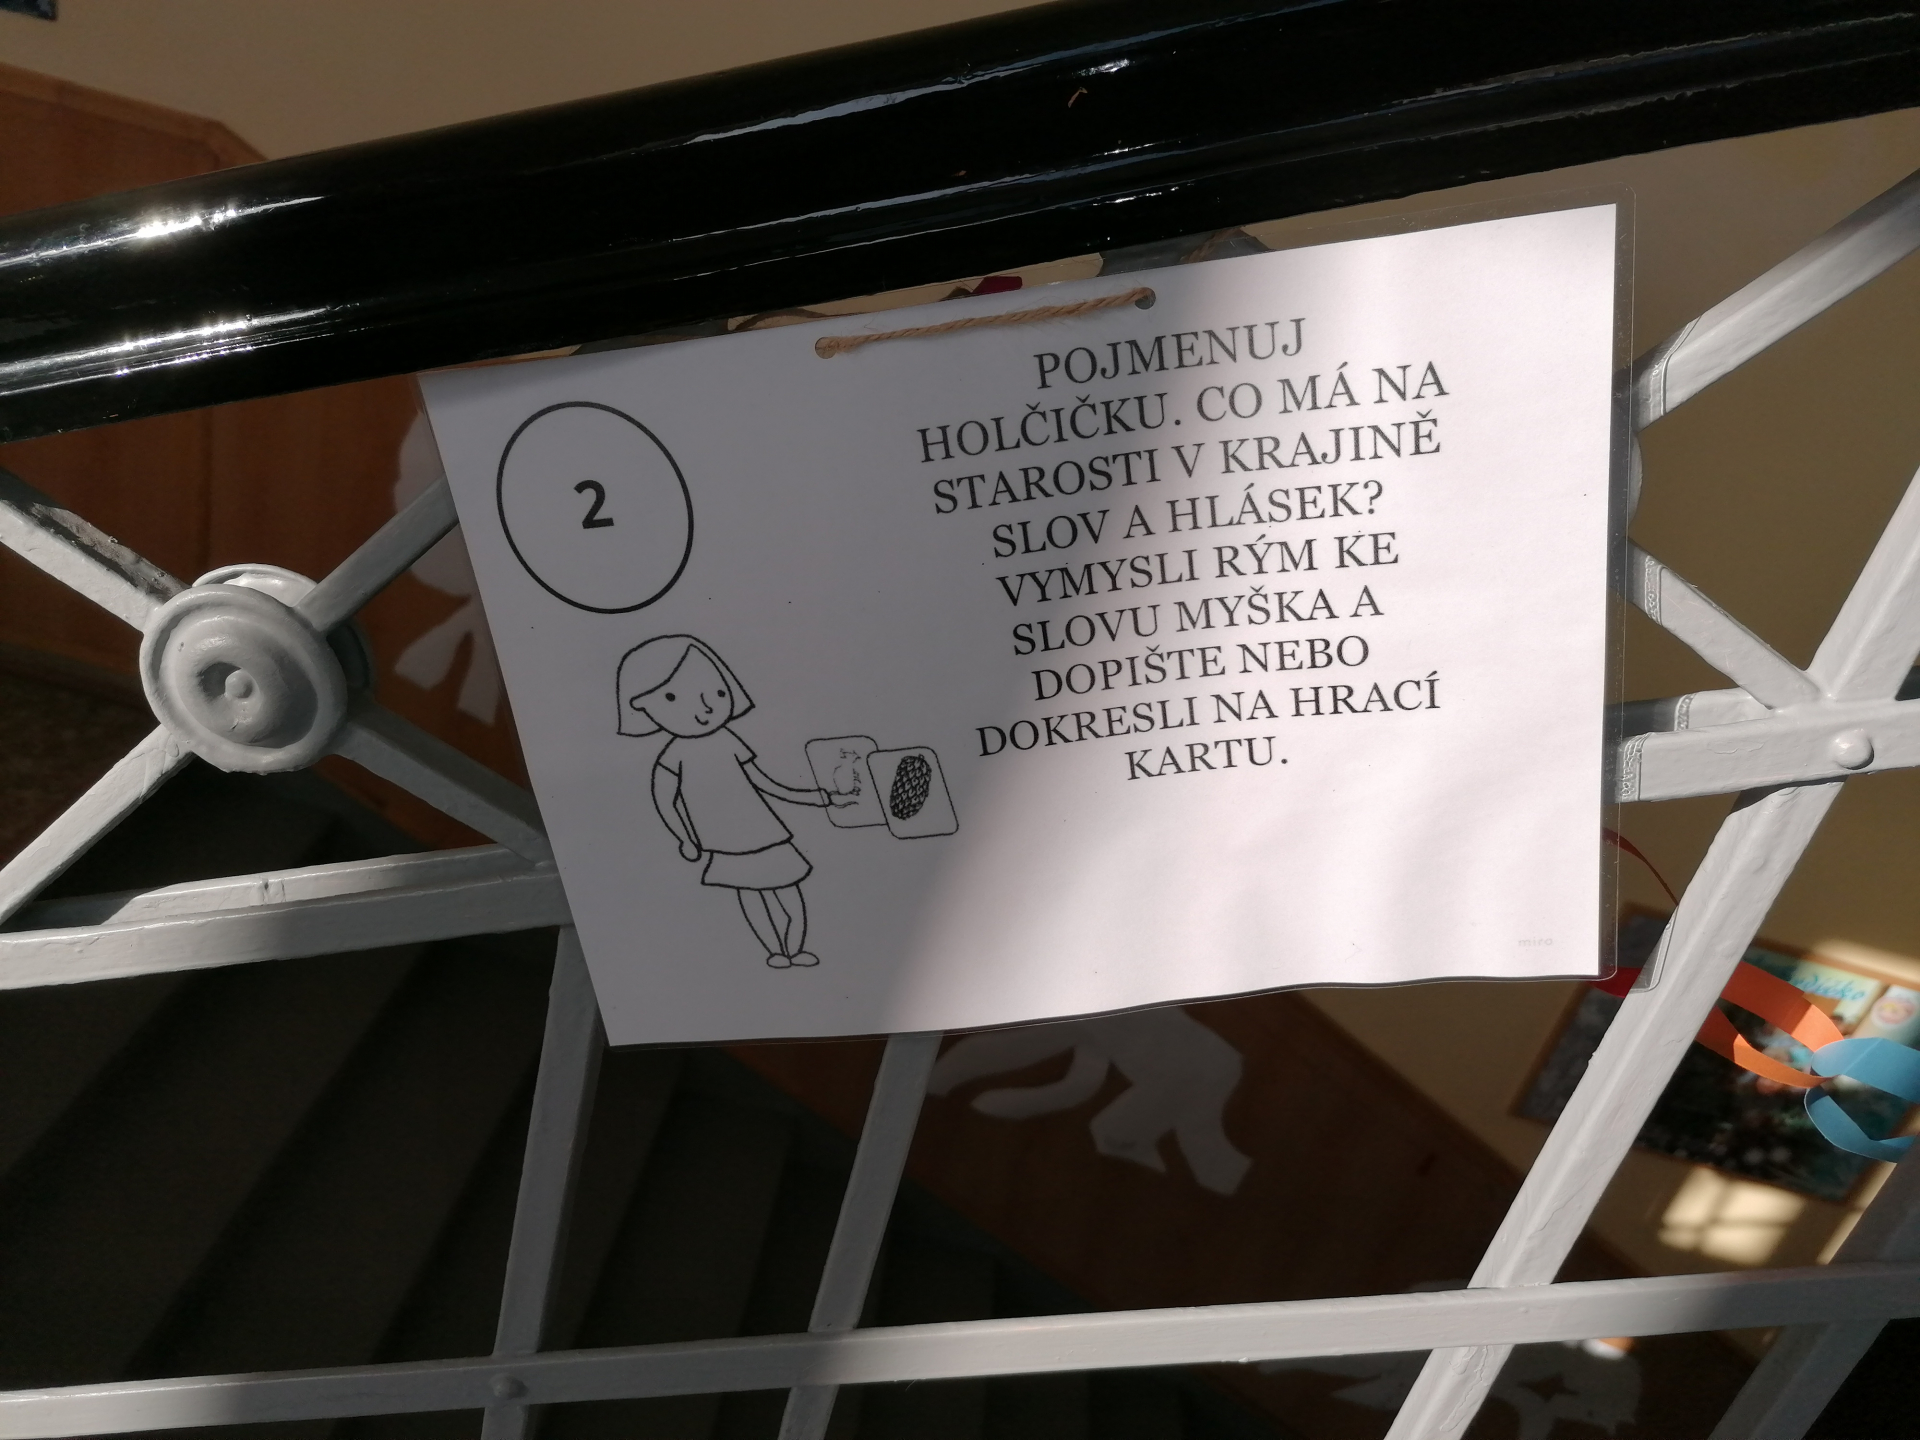 2
POJMENUJ
HOLČIČKU. CO MÁ NA
STAROSTI V KRAJINĚ
SLOV A HLÁSEK?
VYMYSLI RÝM KE
SLOVU MYŠKA A
DOPIŠTE NEBO
DOKRESLI NA HRACÍ
KARTU.
miro